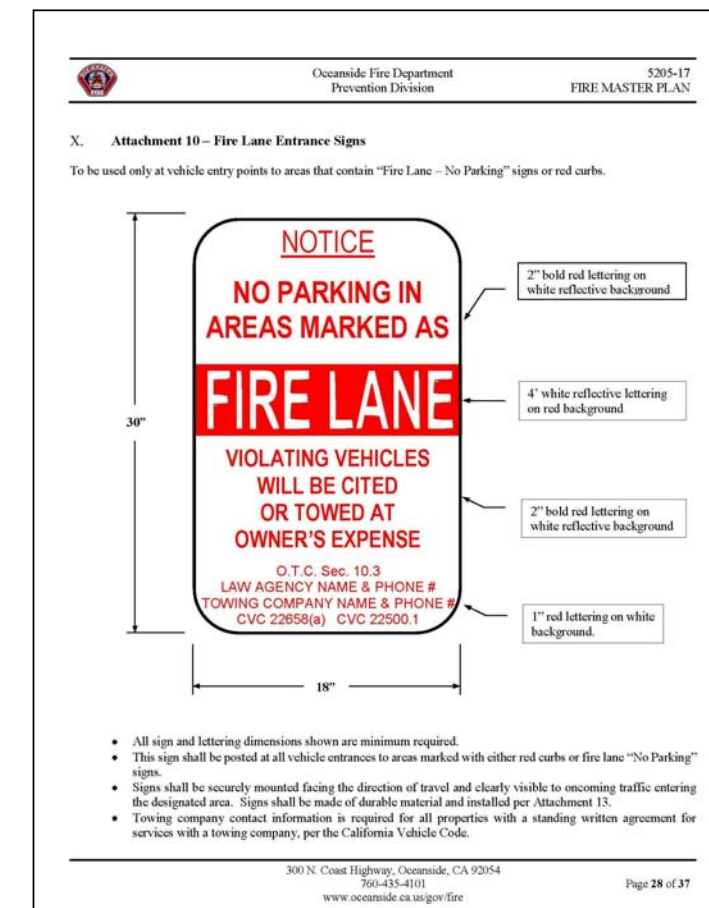 Oceanside Fire Department
Prevention Division
5205-17
FIRE MASTER PLAN
X. Attachment 10 – Fire Lane Entrance Signs
To be used only at vehicle entry points to areas that contain “Fire Lane – No Parking” signs or red curbs.
NOTICE
NO PARKING IN
AREAS MARKED AS
FIRE LANE
VIOLATING VEHICLES
WILL BE CITED
OR TOWED AT
OWNER'S EXPENSE
O.T.C. Sec. 10.3
LAW AGENCY NAME & PHONE #
TOWING COMPANY NAME & PHONE #
CVC 22658(a) CVC 22500.1
30”
18”
2” bold red lettering on
white reflective background
4’ white reflective lettering
on red background
2” bold red lettering on
white reflective background
1” red lettering on white
background.
• All sign and lettering dimensions shown are minimum required.
• This sign shall be posted at all vehicle entrances to areas marked with either red curbs or fire lane “No Parking”
signs.
• Signs shall be securely mounted facing the direction of travel and clearly visible to oncoming traffic entering
the designated area. Signs shall be made of durable material and installed per Attachment 13.
• Towing company contact information is required for all properties with a standing written agreement for
services with a towing company, per the California Vehicle Code.
300 N. Coast Highway, Oceanside, CA 92054
760-435-4101
www.oceanside.ca.us/gov/fire
Page 28 of 37